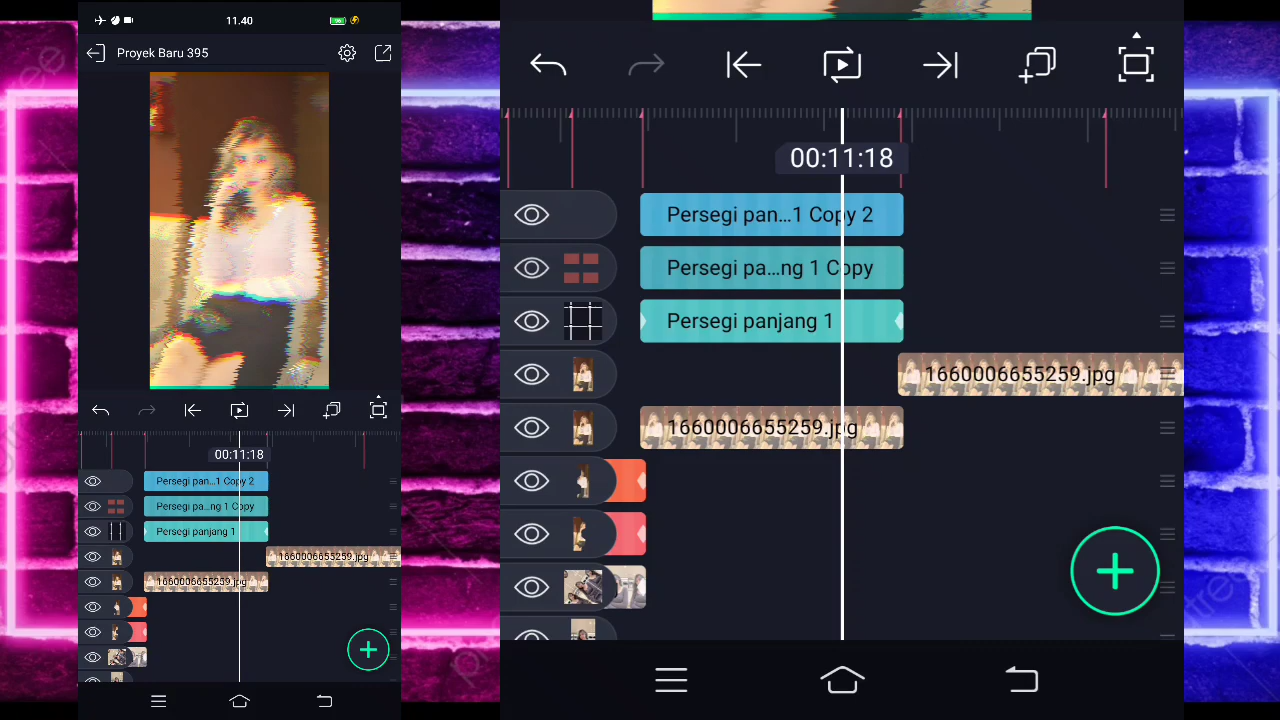 11.40
96
Proyek Baru 395
00:11:18
Persegi pan...1 Copy 2
Persegi pa...ng 1 Copy
Persegi panjang 1
1660006655259.jpg
1660006655259.jpg
00:11:18
Persegi pan...1 Copy 2
Persegi pa...ng 1 Copy
Persegi panjang 1
1660006655259.jpg
1660006655259.jpg